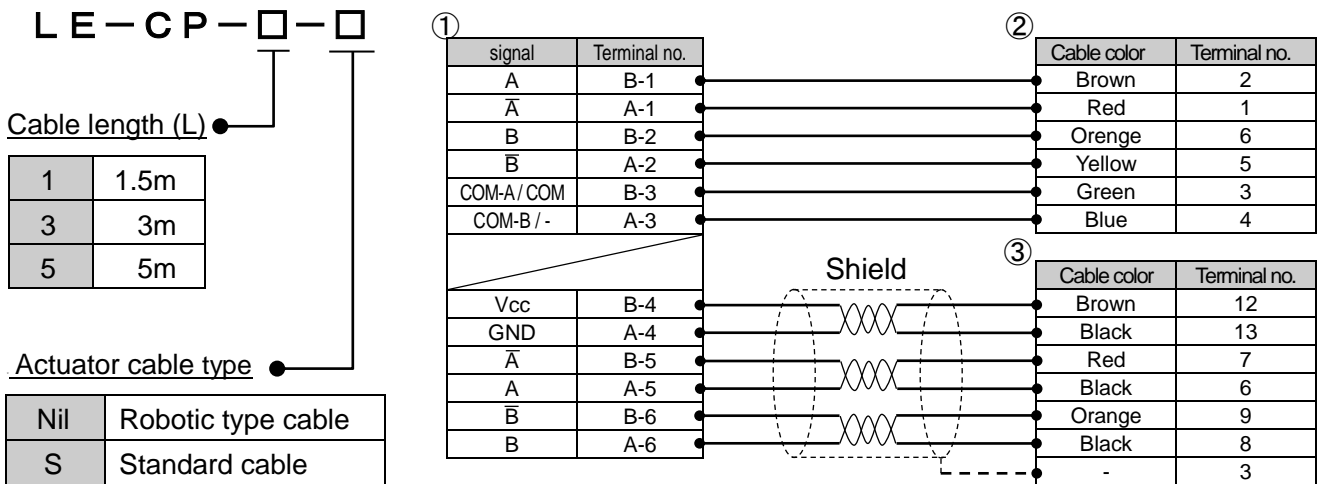 LE-CP-□-□
Cable length (L)
1 1.5m
3 3m
5 5m
Actuator cable type
Nil Robotic type cable
S Standard cable
①
signal Terminal no.
A B-1
A̅ A-1
B B-2
B̅ A-2
COM-A/COM B-3
COM-B/- A-3
Vcc B-4
GND A-4
A̅ B-5
A A-5
B̅ B-6
B A-6
Shield
②
Cable color Terminal no.
Brown 2
Red 1
Orenge 6
Yellow 5
Green 3
Blue 4
③
Cable color Terminal no.
Brown 12
Black 13
Red 7
Black 6
Orange 9
Black 8
- 3